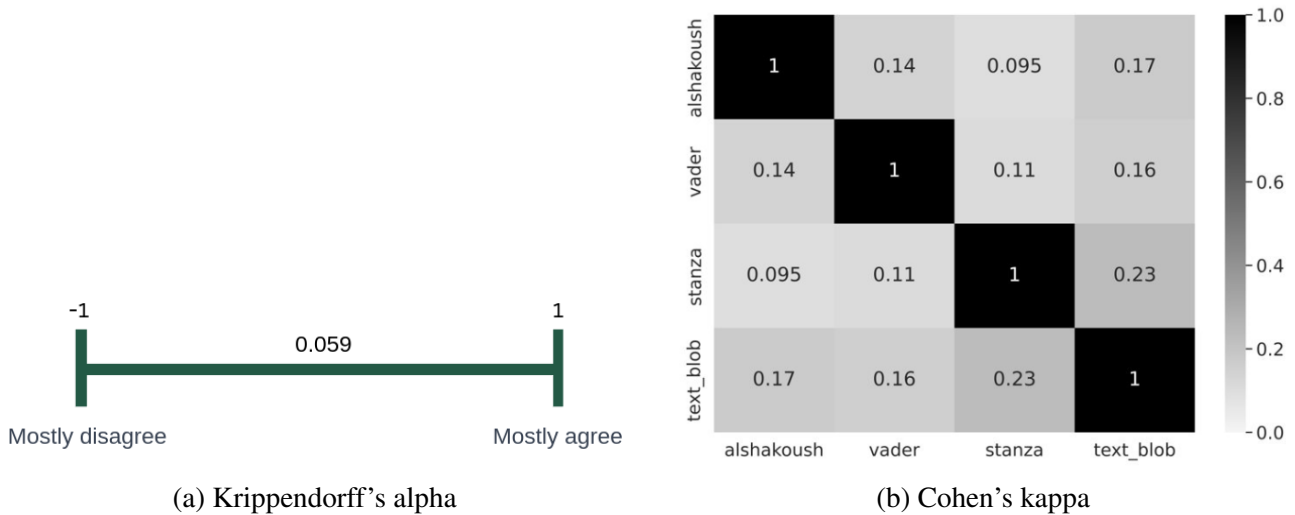 -1 1
0.059
Mostly disagree Mostly agree
(a) Krippendorff's alpha
alshakoush 1 0.14 0.095 0.17
vader 0.14 1 0.11 0.16
stanza 0.095 0.11 1 0.23
text_blob 0.17 0.16 0.23 1
alshakoush vader stanza text_blob
1.0
0.8
0.6
0.4
0.2
0.0
(b) Cohen's kappa